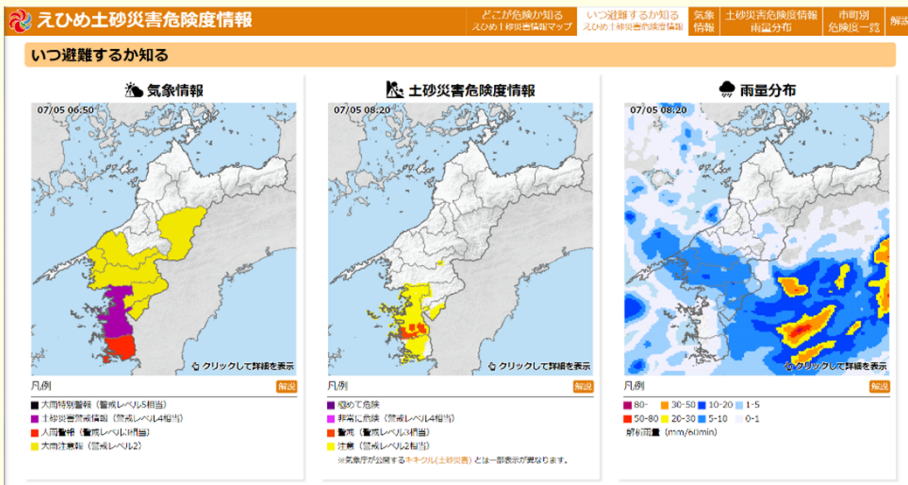 えひめ土砂災害危険度情報
どこが危険か知る
えひめ土砂災害情報マップ
いつ避難するか知る
えひめ土砂災害危険度情報
気象
情報
土砂災害危険度情報
雨量分布
市町別
危険度一覧
解説
いつ避難するか知る
気象情報
07/05 06:50
クリックして詳細を表示
凡例
解説
大雨特別警報（警戒レベル5相当）
土砂災害警戒情報（警戒レベル4相当）
大雨警報（警戒レベル3相当）
大雨注意報（警戒レベル2）
土砂災害危険度情報
07/05 08:20
クリックして詳細を表示
凡例
解説
極めて危険
非常に危険（警戒レベル4相当）
警戒（警戒レベル3相当）
注意（警戒レベル2相当）
※気象庁が公開するキキクル(土砂災害) とは一部表示が異なります。
雨量分布
07/05 08:20
クリックして詳細を表示
凡例
解説
80- 30-50 10-20 1-5
50-80 20-30 5-10 0-1
解析雨量（mm/60min）